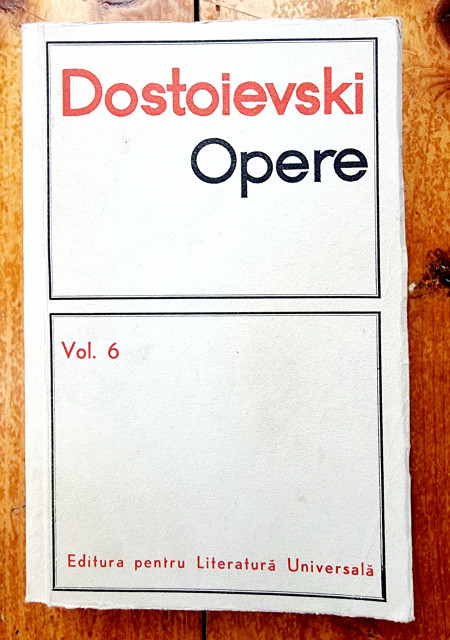 Dostoievski
Opere
Vol. 6
Editura pentru Literatură Universală